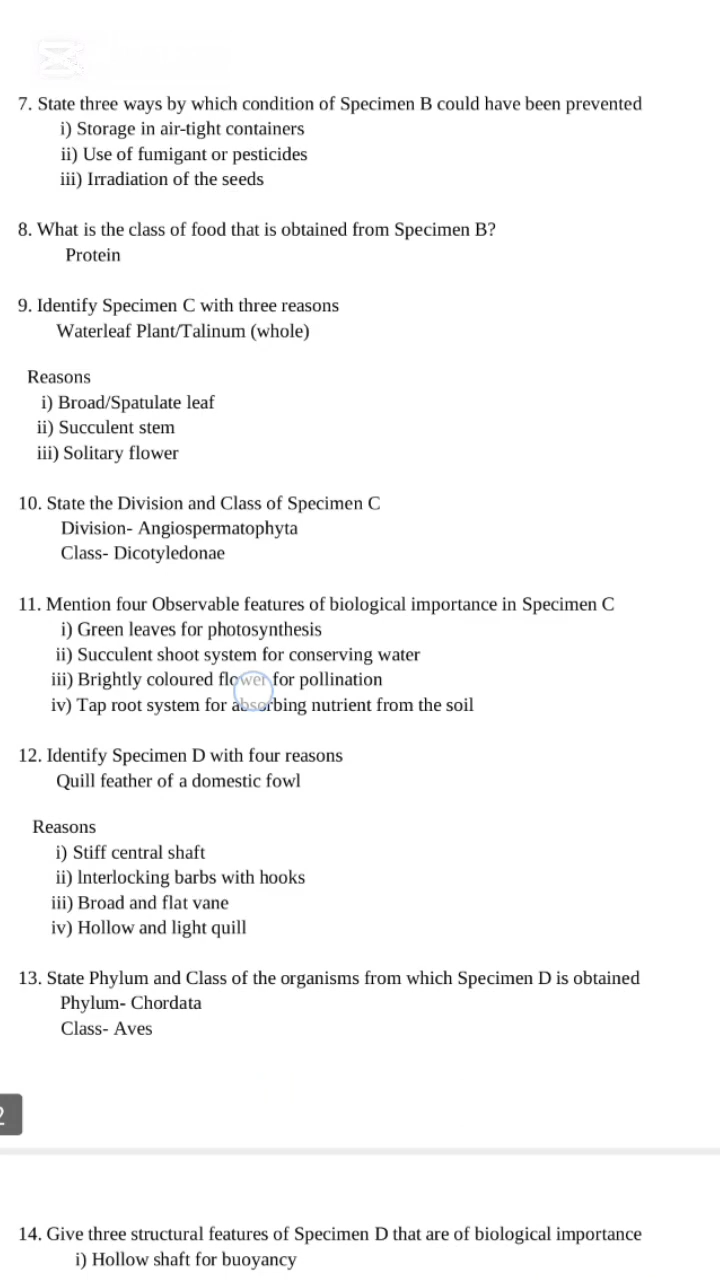 7. State three ways by which condition of Specimen B could have been prevented
i) Storage in air-tight containers
ii) Use of fumigant or pesticides
iii) Irradiation of the seeds
8. What is the class of food that is obtained from Specimen B?
Protein
9. Identify Specimen C with three reasons
Waterleaf Plant/Talinum (whole)
Reasons
i) Broad/Spatulate leaf
ii) Succulent stem
iii) Solitary flower
10. State the Division and Class of Specimen C
Division- Angiospermatophyta
Class- Dicotyledonae
11. Mention four Observable features of biological importance in Specimen C
i) Green leaves for photosynthesis
ii) Succulent shoot system for conserving water
iii) Brightly coloured flower for pollination
iv) Tap root system for absorbing nutrient from the soil
12. Identify Specimen D with four reasons
Quill feather of a domestic fowl
Reasons
i) Stiff central shaft
ii) lnterlocking barbs with hooks
iii) Broad and flat vane
iv) Hollow and light quill
13. State Phylum and Class of the organisms from which Specimen D is obtained
Phylum- Chordata
Class- Aves
2
14. Give three structural features of Specimen D that are of biological importance
i) Hollow shaft for buoyancy